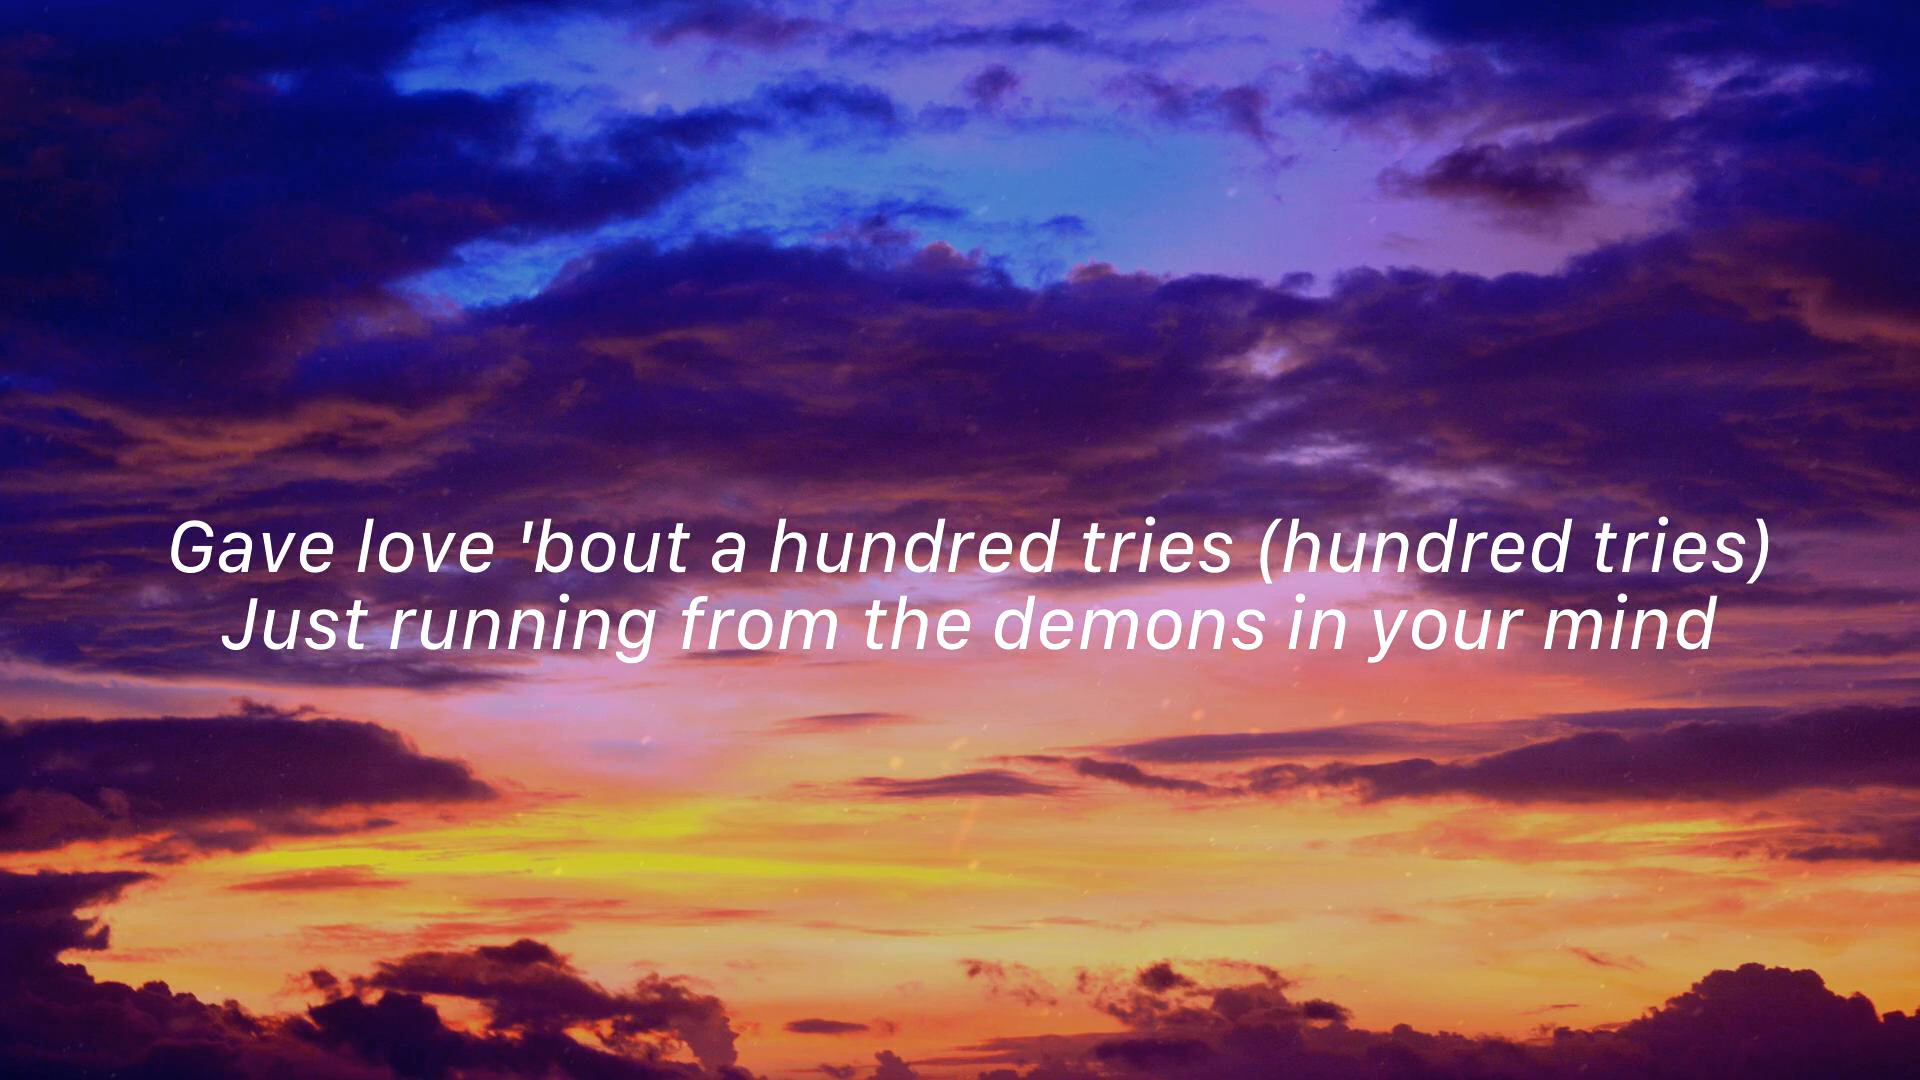 Gave love 'bout a hundred tries (hundred tries)
Just running from the demons in your mind